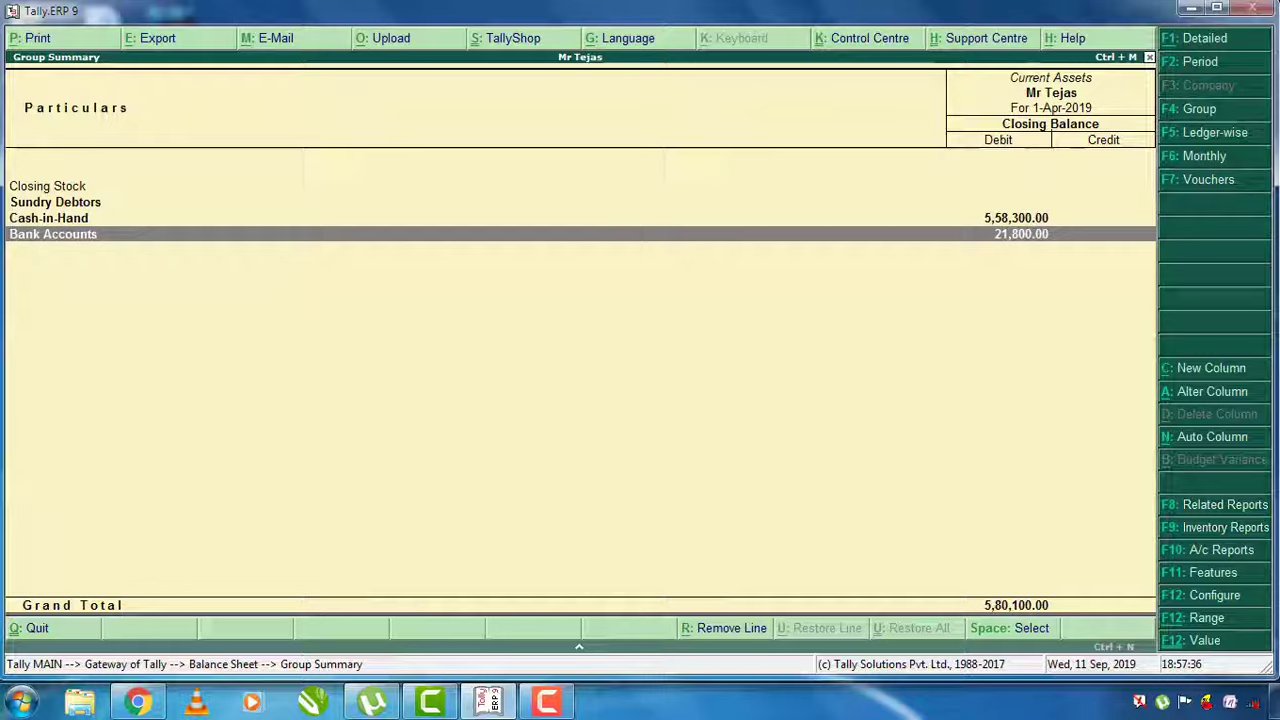 Tally.ERP 9
P: Print E: Export M: E-Mail O: Upload S: TallyShop G: Language K: Keyboard K: Control Centre H: Support Centre H: Help
Group Summary Mr Tejas Ctrl + M
Particulars
Current Assets
Mr Tejas
For 1-Apr-2019
Closing Balance
Debit Credit
Closing Stock
Sundry Debtors
Cash-in-Hand 5,58,300.00
Bank Accounts 21,800.00
Grand Total 5,80,100.00
F1: Detailed
F2: Period
F3: Company
F4: Group
F5: Ledger-wise
F6: Monthly
F7: Vouchers
C: New Column
A: Alter Column
D: Delete Column
N: Auto Column
B: Budget Variance
F8: Related Reports
F9: Inventory Reports
F10: A/c Reports
F11: Features
F12: Configure
F12: Range
F12: Value
Q: Quit R: Remove Line U: Restore Line U: Restore All Space: Select
Ctrl + N
Tally MAIN --> Gateway of Tally --> Balance Sheet --> Group Summary (c) Tally Solutions Pvt. Ltd., 1988-2017 Wed, 11 Sep, 2019 18:57:36